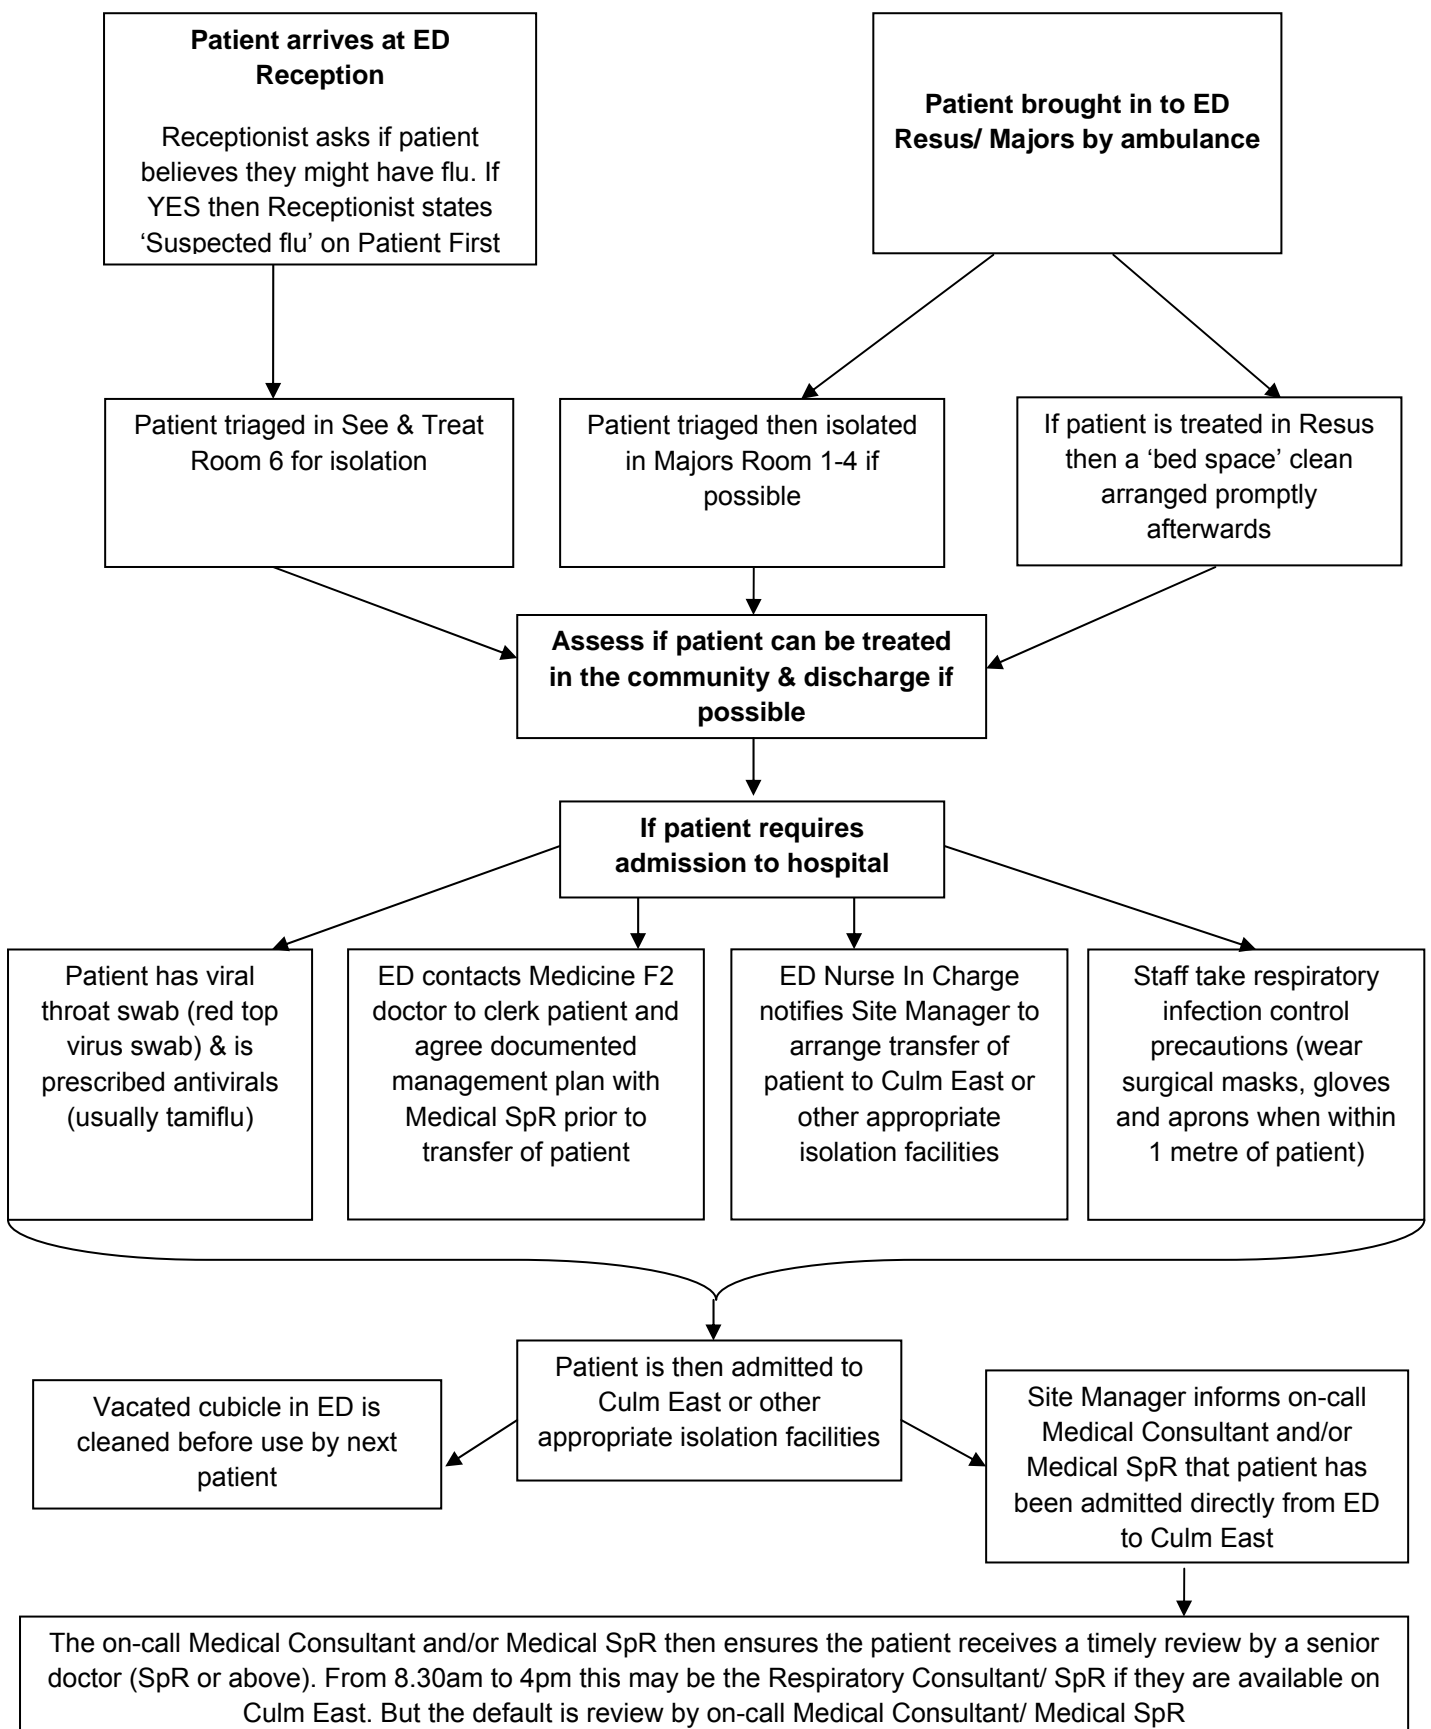 Patient arrives at ED
Reception
Receptionist asks if patient
believes they might have flu. If
YES then Receptionist states
‘Suspected flu’ on Patient First
Patient brought in to ED
Resus/ Majors by ambulance
Patient triaged in See & Treat
Room 6 for isolation
Patient triaged then isolated
in Majors Room 1-4 if
possible
If patient is treated in Resus
then a ‘bed space’ clean
arranged promptly
afterwards
Assess if patient can be treated
in the community & discharge if
possible
If patient requires
admission to hospital
Patient has viral
throat swab (red top
virus swab) & is
prescribed antivirals
(usually tamiflu)
ED contacts Medicine F2
doctor to clerk patient and
agree documented
management plan with
Medical SpR prior to
transfer of patient
ED Nurse In Charge
notifies Site Manager to
arrange transfer of
patient to Culm East or
other appropriate
isolation facilities
Staff take respiratory
infection control
precautions (wear
surgical masks, gloves
and aprons when within
1 metre of patient)
Patient is then admitted to
Culm East or other
appropriate isolation facilities
Vacated cubicle in ED is
cleaned before use by next
patient
Site Manager informs on-call
Medical Consultant and/or
Medical SpR that patient has
been admitted directly from ED
to Culm East
The on-call Medical Consultant and/or Medical SpR then ensures the patient receives a timely review by a senior
doctor (SpR or above). From 8.30am to 4pm this may be the Respiratory Consultant/ SpR if they are available on
Culm East. But the default is review by on-call Medical Consultant/ Medical SpR